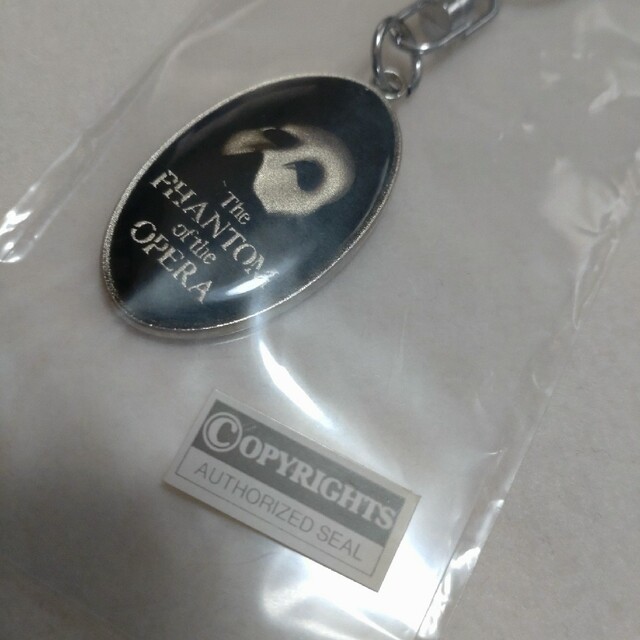 The
PHANTOM
of the
OPERA
©OPYRIGHTS
AUTHORIZED SEAL